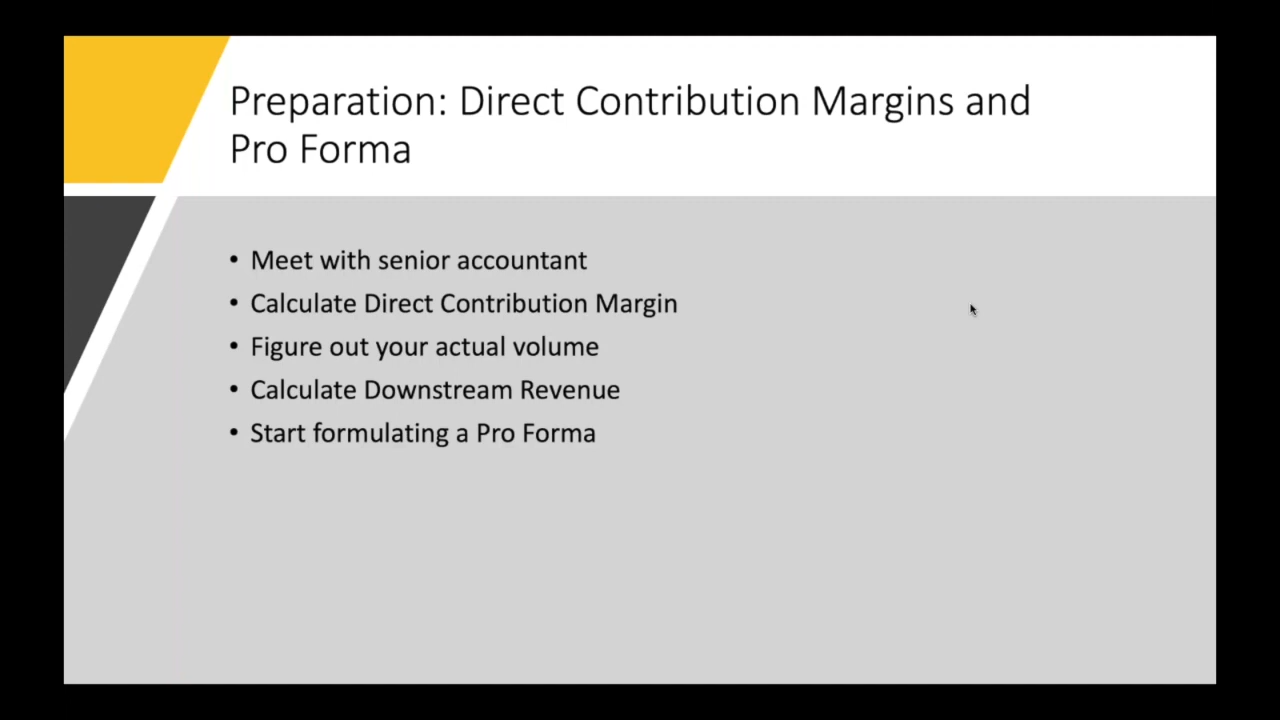 Preparation: Direct Contribution Margins and
Pro Forma
• Meet with senior accountant
• Calculate Direct Contribution Margin
• Figure out your actual volume
• Calculate Downstream Revenue
• Start formulating a Pro Forma